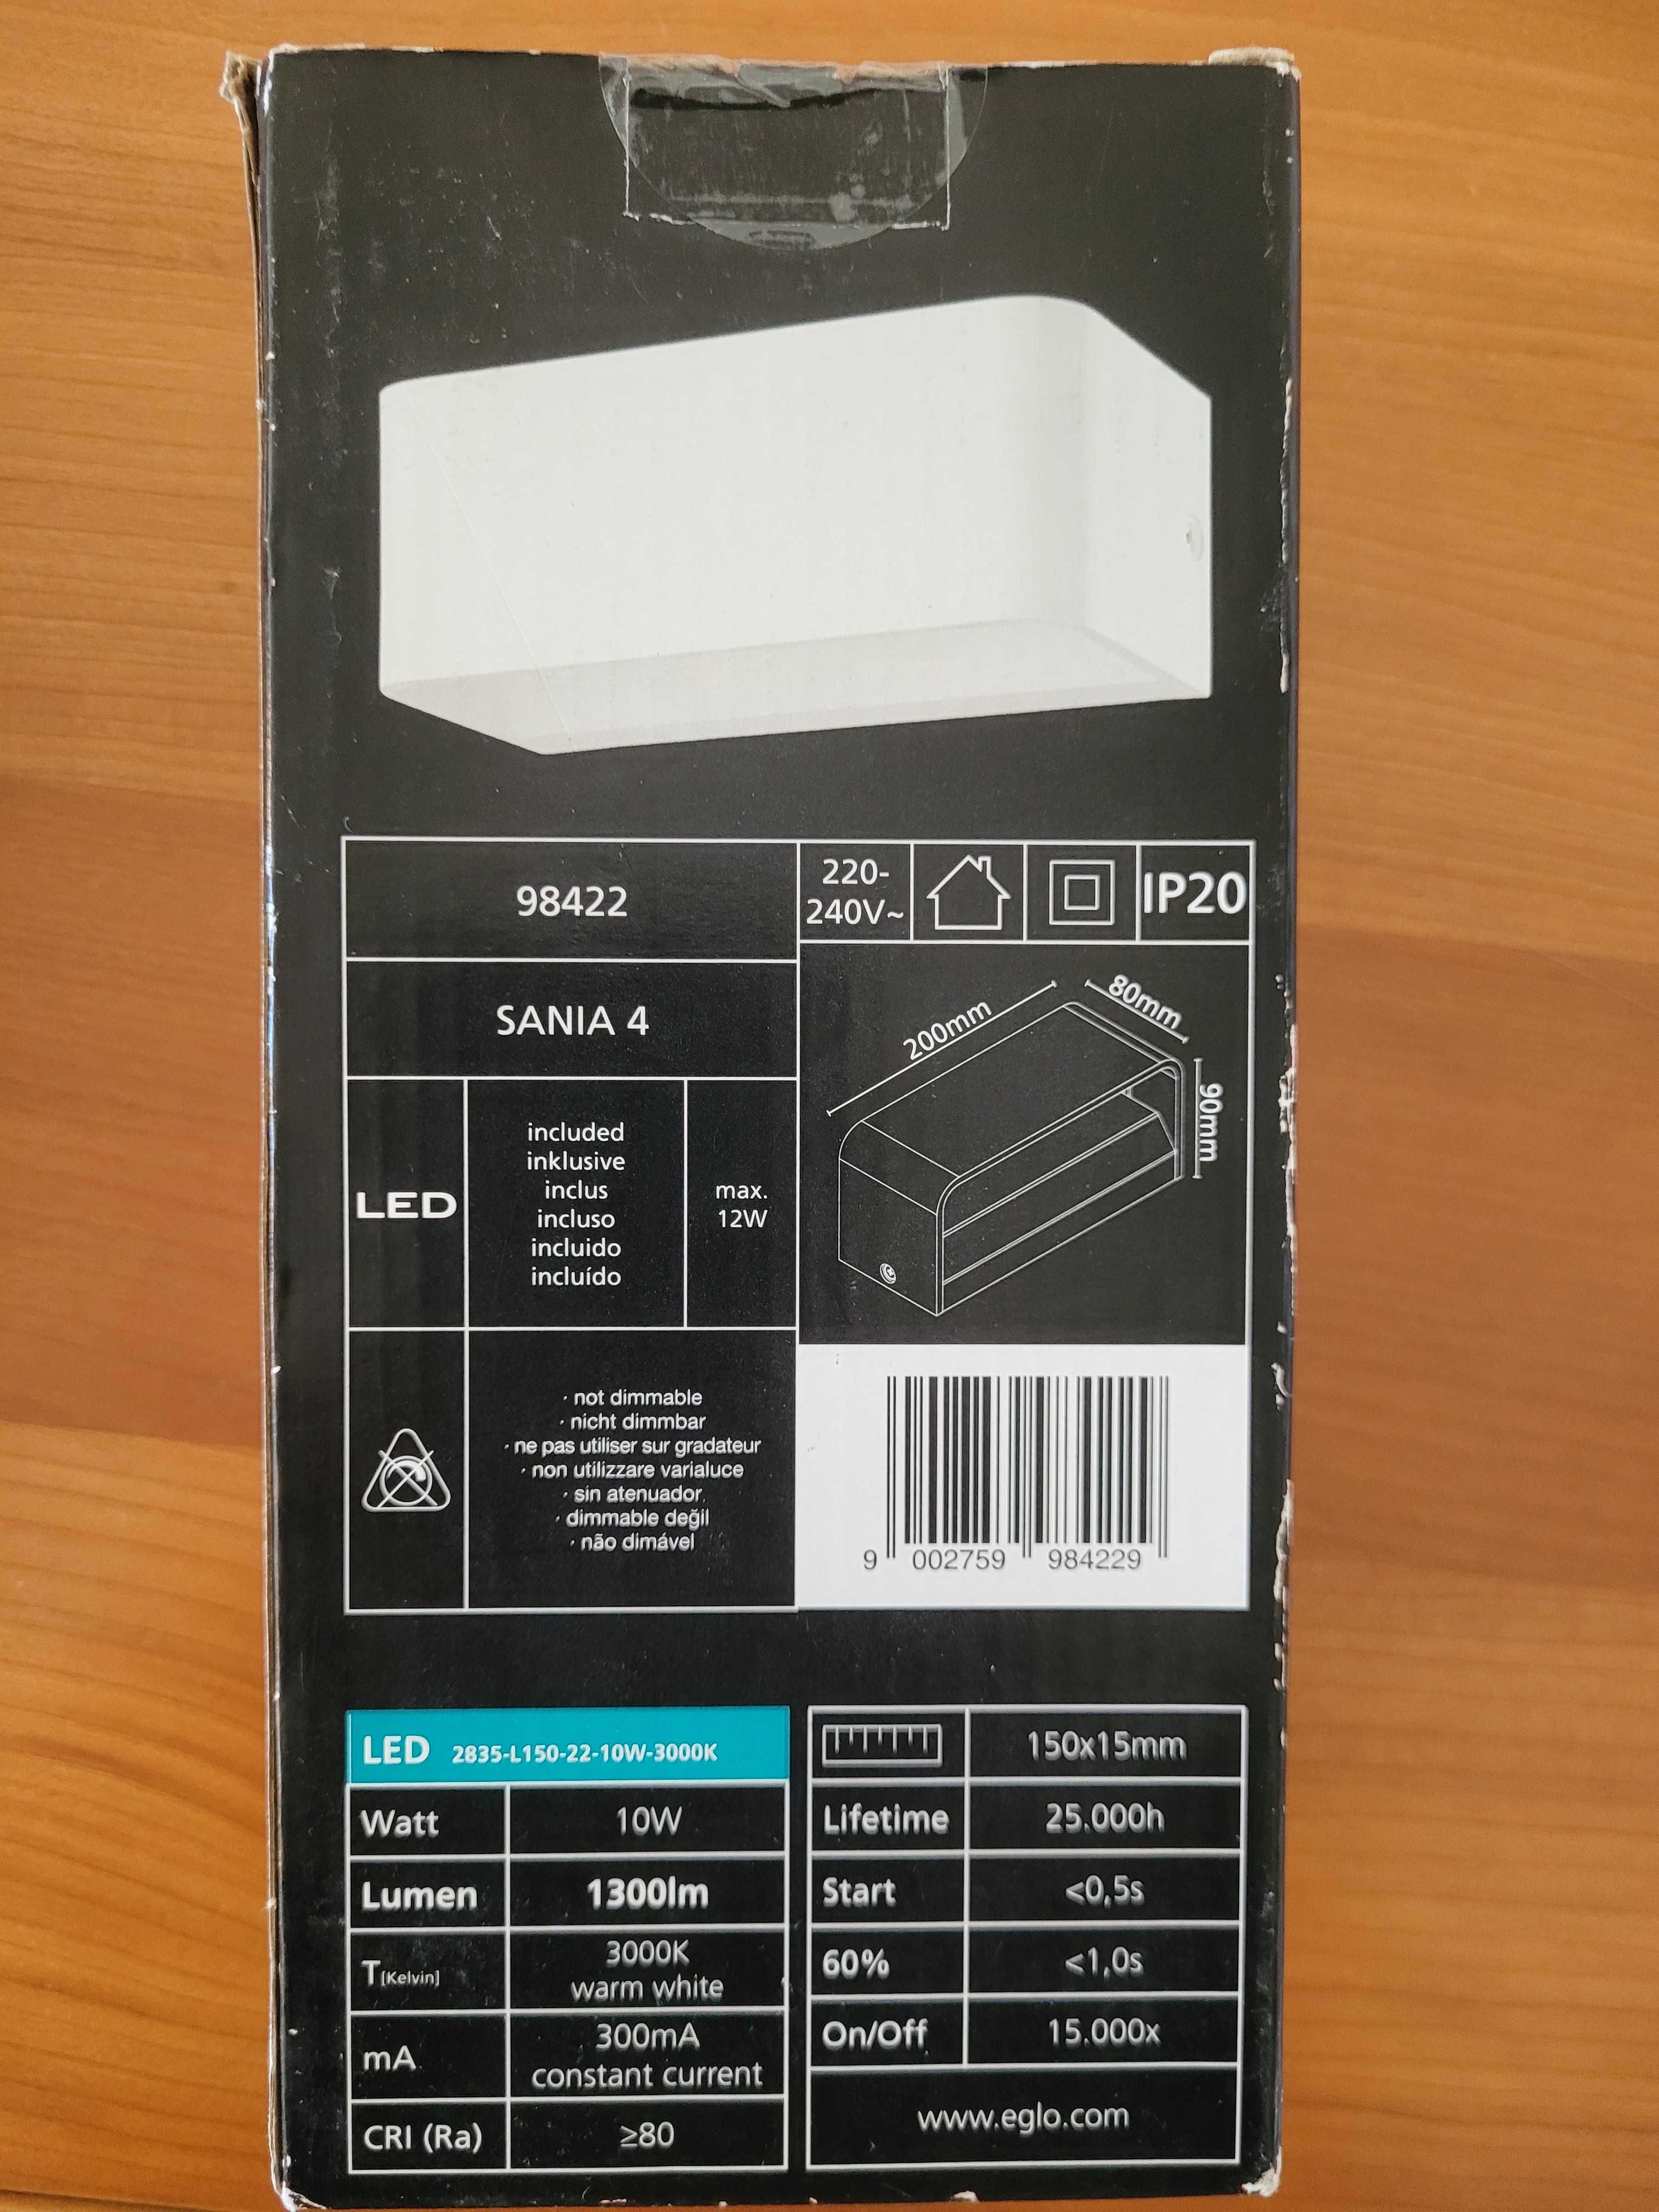 98422
220-
240V~
IP20
SANIA 4
200mm
80mm
90mm
LED
included
inklusive
inclus
incluso
incluido
incluído
max.
12W
· not dimmable
· nicht dimmbar
· ne pas utiliser sur gradateur
· non utilizzare varialuce
· sin atenuador
· dimmable değil
· não dimável
9 002759 984229
LED 2835-L150-22-10W-3000K
Watt 10W
Lumen 1300lm
T[Kelvin] 3000K
warm white
mA 300mA
constant current
CRI (Ra) ≥80
150x15mm
Lifetime 25.000h
Start <0,5s
60% <1,0s
On/Off 15.000x
www.eglo.com